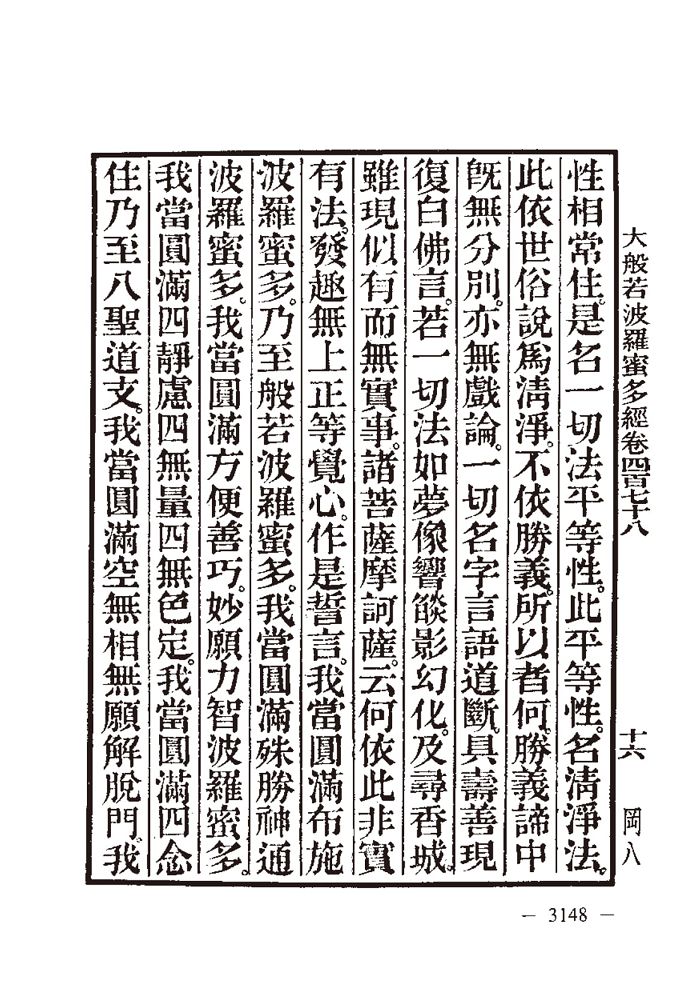 大般若波羅蜜多經卷四百七十八 十六 岡八
性相常住。是名一切法平等性。此平等性。名淸淨法。
此依世俗說爲淸淨。不依勝義。所以者何。勝義諦中
旣無分別。亦無戲論。一切名字言語道斷。具壽善現
復白佛言。若一切法如夢像響燄影幻化。及尋香城。
雖現似有而無實事。諸菩薩摩訶薩。云何依此非實
有法。發趣無上正等覺心。作是誓言。我當圓滿布施
波羅蜜多。乃至般若波羅蜜多。我當圓滿殊勝神通
波羅蜜多。我當圓滿方便善巧。妙願力智波羅蜜多。
我當圓滿四靜慮四無量四無色定。我當圓滿四念
住乃至八聖道支。我當圓滿空無相無願解脫門。我
— 3148 —